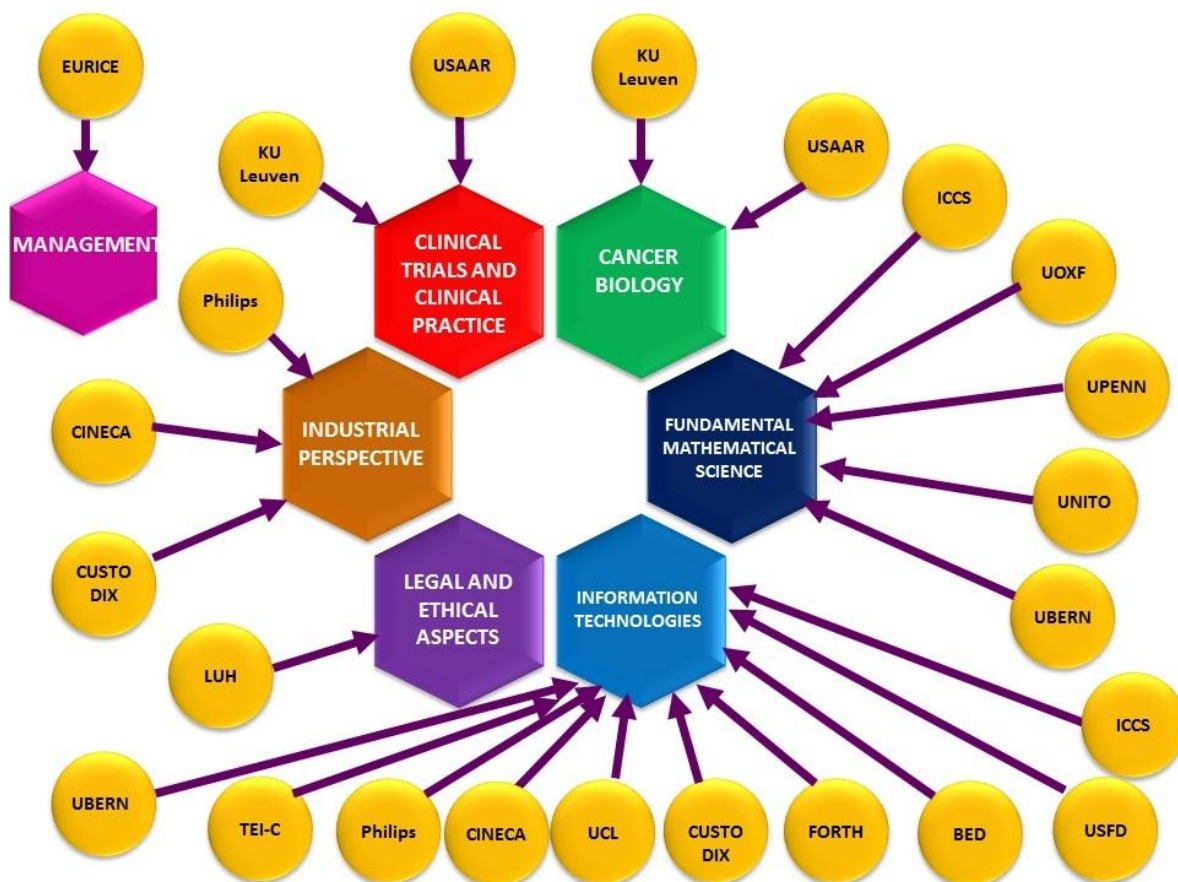 EURICE
USAAR
KU
Leuven
KU
Leuven
USAAR
ICCS
MANAGEMENT
CLINICAL
TRIALS AND
CLINICAL
PRACTICE
CANCER
BIOLOGY
UOXF
Philips
UPENN
CINECA
INDUSTRIAL
PERSPECTIVE
FUNDAMENTAL
MATHEMATICAL
SCIENCE
UNITO
CUSTO
DIX
LEGAL AND
ETHICAL
ASPECTS
INFORMATION
TECHNOLOGIES
UBERN
LUH
ICCS
UBERN
TEI-C
Philips
CINECA
UCL
CUSTO
DIX
FORTH
BED
USFD